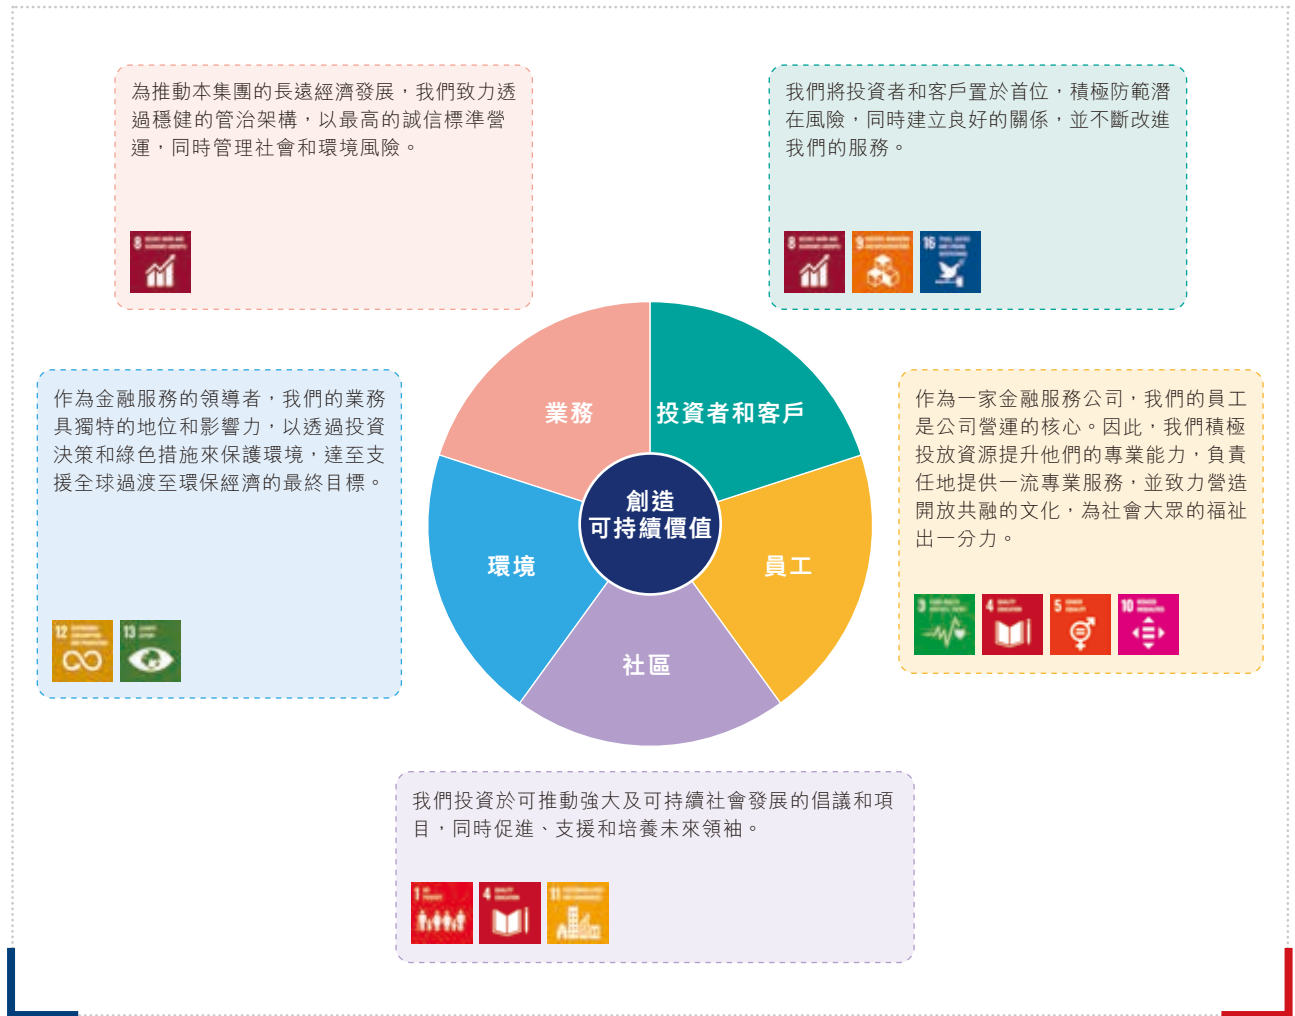 為推動本集團的長遠經濟發展，我們致力透
過穩健的管治架構，以最高的誠信標準營
運，同時管理社會和環境風險。
8
我們將投資者和客戶置於首位，積極防範潛
在風險，同時建立良好的關係，並不斷改進
我們的服務。
8
9
16
作為金融服務的領導者，我們的業務
具獨特的地位和影響力，以透過投資
決策和綠色措施來保護環境，達至支
援全球過渡至環保經濟的最終目標。
12
13
業務
投資者和客戶
創造
可持續價值
環境
員工
社區
作為一家金融服務公司，我們的員工
是公司營運的核心。因此，我們積極
投放資源提升他們的專業能力，負責
任地提供一流專業服務，並致力營造
開放共融的文化，為社會大眾的福祉
出一分力。
3
4 QUALITY EDUCATION
5 GENDER EQUALITY
10 REDUCED INEQUALITIES
我們投資於可推動強大及可持續社會發展的倡議和項
目，同時促進、支援和培養未來領袖。
1 NO POVERTY
4 QUALITY EDUCATION
11